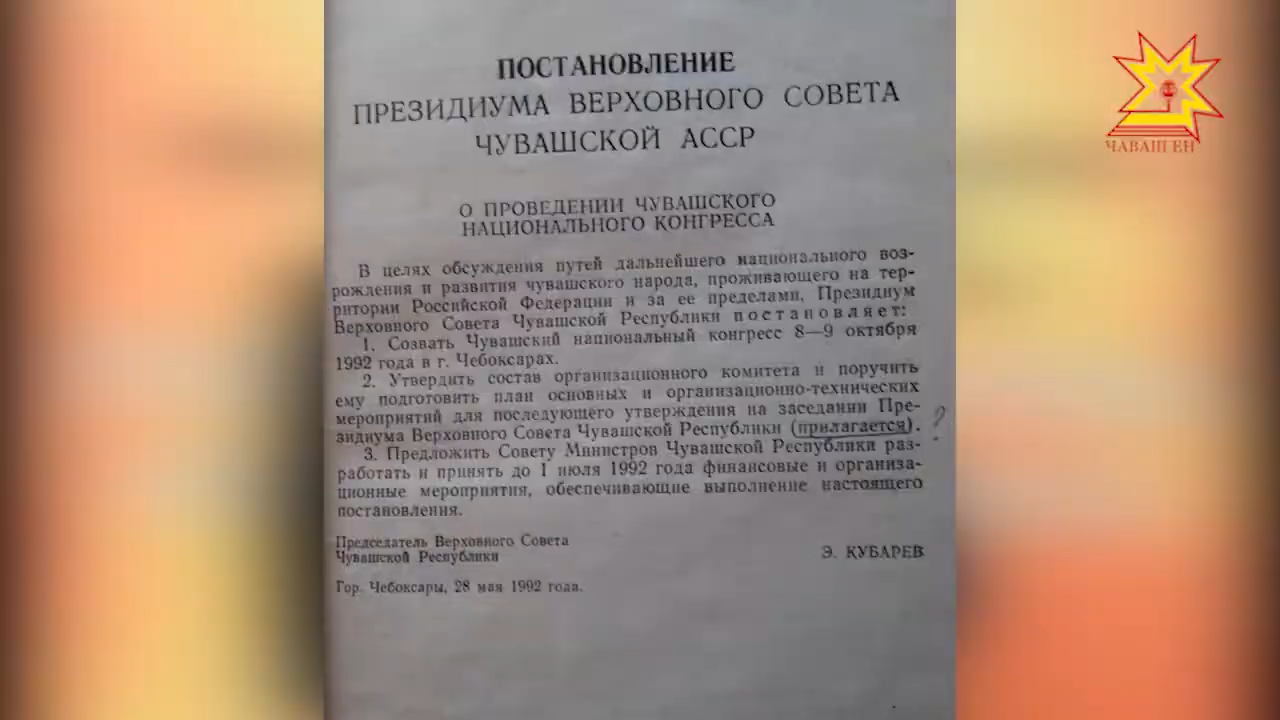 ПОСТАНОВЛЕНИЕ
ПРЕЗИДИУМА ВЕРХОВНОГО СОВЕТА
ЧУВАШСКОЙ АССР
О ПРОВЕДЕНИИ ЧУВАШСКОГО
НАЦИОНАЛЬНОГО КОНГРЕССА
В целях обсуждения путей дальнейшего национального воз-
рождения и развития чувашского народа, проживающего на тер-
ритории Российской Федерации и за ее пределами, Президиум
Верховного Совета Чувашской Республики постановляет:
1. Созвать Чувашский национальный конгресс 8—9 октября
1992 года в г. Чебоксарах.
2. Утвердить состав организационного комитета и поручить
ему подготовить план основных и организационно-технических
мероприятий для последующего утверждения на заседании Пре-
зидиума Верховного Совета Чувашской Республики (прилагается). ?
3. Предложить Совету Министров Чувашской Республики раз-
работать и принять до 1 июля 1992 года финансовые и организа-
ционные мероприятия, обеспечивающие выполнение настоящего
постановления.
Председатель Верховного Совета
Чувашской Республики
Э. КУБАРЕВ
Гор. Чебоксары, 28 мая 1992 года.
ЧАВАШ ЕН